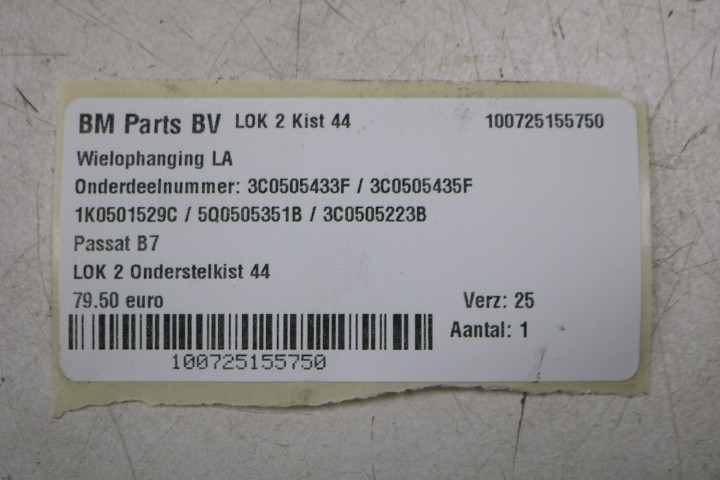 BM Parts BV LOK 2 Kist 44 100725155750
Wielophanging LA
Onderdeelnummer: 3C0505433F / 3C0505435F
1K0501529C / 5Q0505351B / 3C0505223B
Passat B7
LOK 2 Onderstelkist 44
79.50 euro Verz: 25
Aantal: 1
100725155750